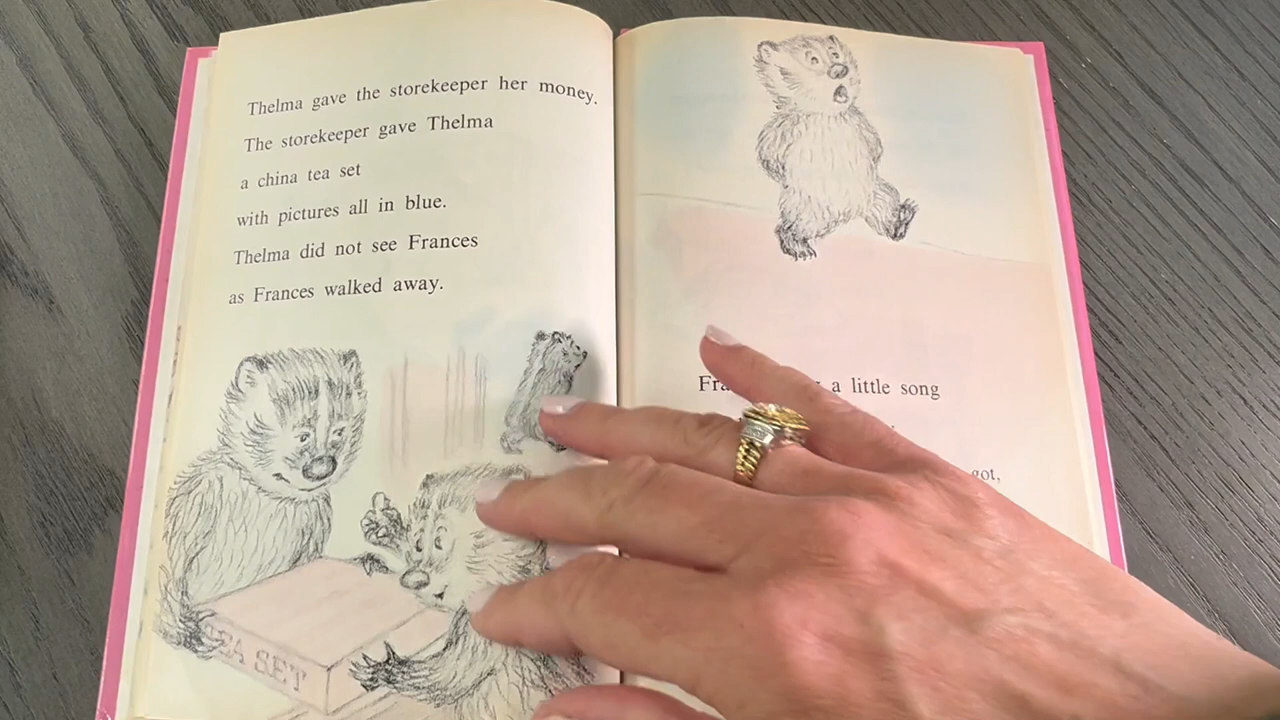 Thelma gave the storekeeper her money.
The storekeeper gave Thelma
a china tea set
with pictures all in blue.
Thelma did not see Frances
as Frances walked away.
SET
a little song
got,